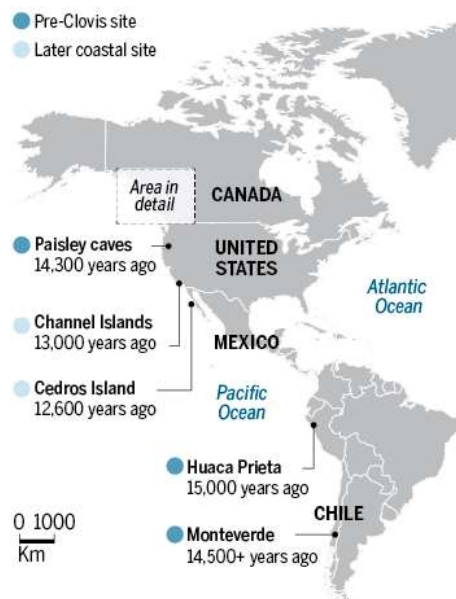 Pre-Clovis site
Later coastal site
Area in
detail
CANADA
Paisley caves
14,300 years ago
UNITED
STATES
Atlantic
Ocean
Channel Islands
13,000 years ago
MEXICO
Cedros Island
12,600 years ago
Pacific
Ocean
Huaca Prieta
15,000 years ago
CHILE
0 1000
Km
Monteverde
14,500+ years ago